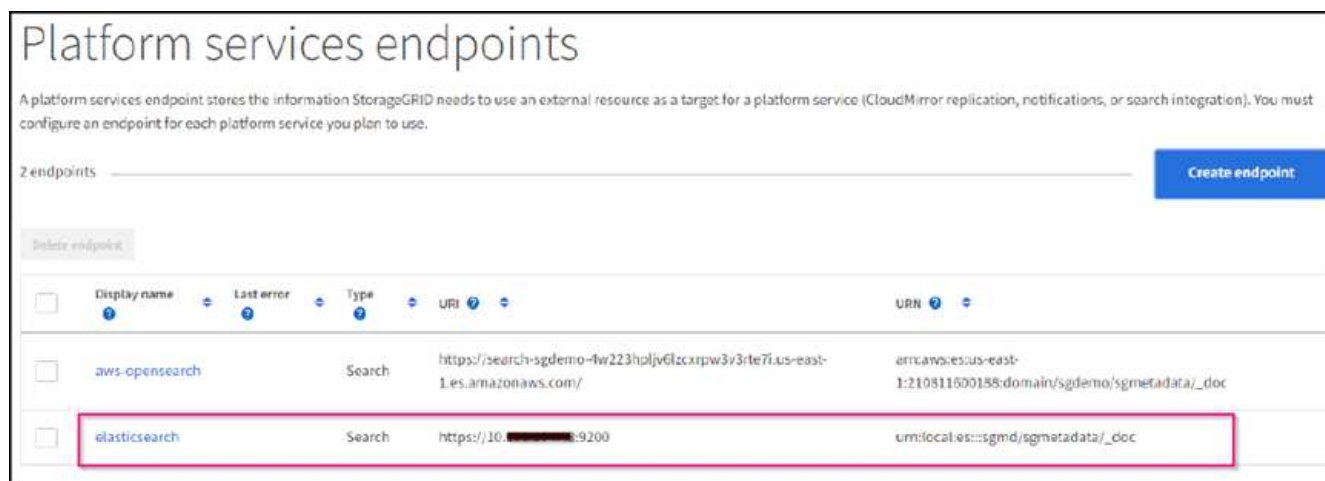 Platform services endpoints
A platform services endpoint stores the information StorageGRID needs to use an external resource as a target for a platform service (CloudMirror replication, notifications, or search integration). You must
configure an endpoint for each platform service you plan to use.
2 endpoints
Create endpoint
Delete endpoint
Display name Last error Type URI URN
https://search-sgdemo-4w223hpljv6lzcxrpw3v3rte7i.us-east- arn:aws:es:us-east-
aws-opensearch Search
1.es.amazonaws.com/ 1:210811600188:domain/sgdemo/sgmetadata/_doc
elasticsearch Search https://10. :9200 urn:local:es:::sgmd/sgmetadata/_doc